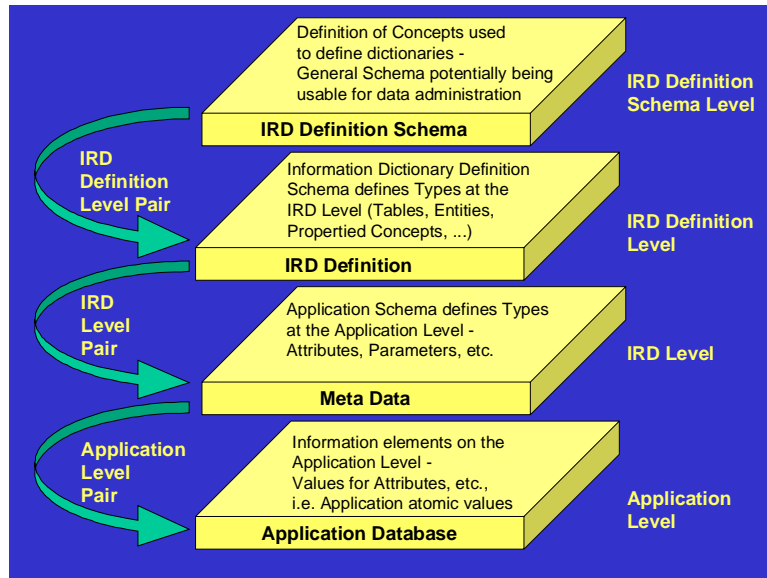 Definition of Concepts used
to define dictionaries -
General Schema potentially being
usable for data administration
IRD Definition Schema
IRD Definition
Schema Level
IRD
Definition
Level Pair
Information Dictionary Definition
Schema defines Types at the
IRD Level (Tables, Entities,
Propertied Concepts, ...)
IRD Definition
IRD Definition
Level
IRD
Level
Pair
Application Schema defines Types
at the Application Level -
Attributes, Parameters, etc.
Meta Data
IRD Level
Application
Level
Pair
Information elements on the
Application Level -
Values for Attributes, etc.,
i.e. Application atomic values
Application Database
Application
Level